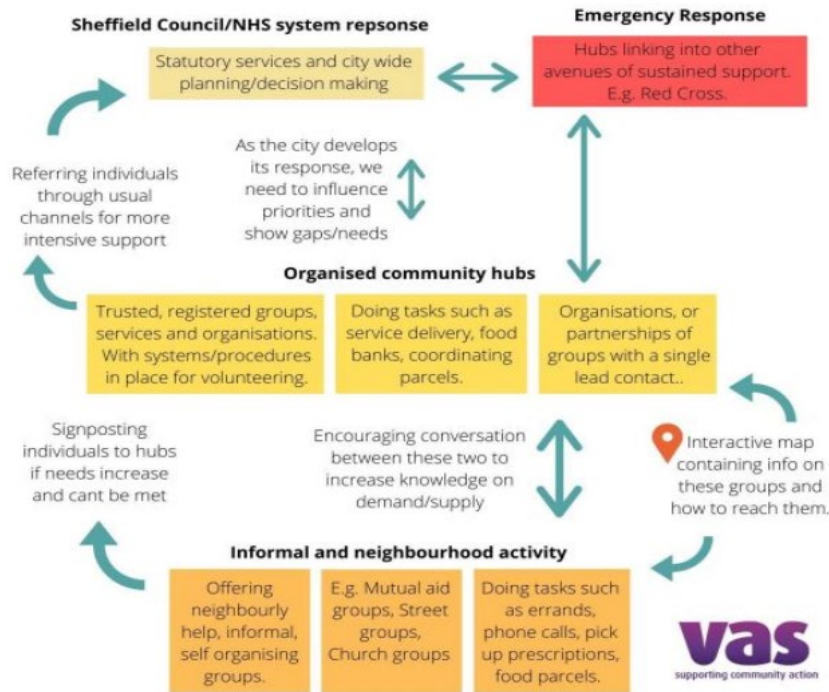 Sheffield Council/NHS system repsonse
Statutory services and city wide
planning/decision making
Emergency Response
Hubs linking into other
avenues of sustained support.
E.g. Red Cross.
Referring individuals
through usual
channels for more
intensive support
As the city develops
its response, we
need to influence
priorities and
show gaps/needs
Organised community hubs
Trusted, registered groups,
services and organisations.
With systems/procedures
in place for volunteering.
Doing tasks such as
service delivery, food
banks, coordinating
parcels.
Organisations, or
partnerships of
groups with a single
lead contact..
Signposting
individuals to hubs
if needs increase
and cant be met
Encouraging conversation
between these two to
increase knowledge on
demand/supply
Interactive map
containing info on
these groups and
how to reach them.
Informal and neighbourhood activity
Offering
neighbourly
help, informal,
self organising
groups.
E.g. Mutual aid
groups, Street
groups,
Church groups
Doing tasks such
as errands,
phone calls, pick
up prescriptions,
food parcels.
vas
supporting community action